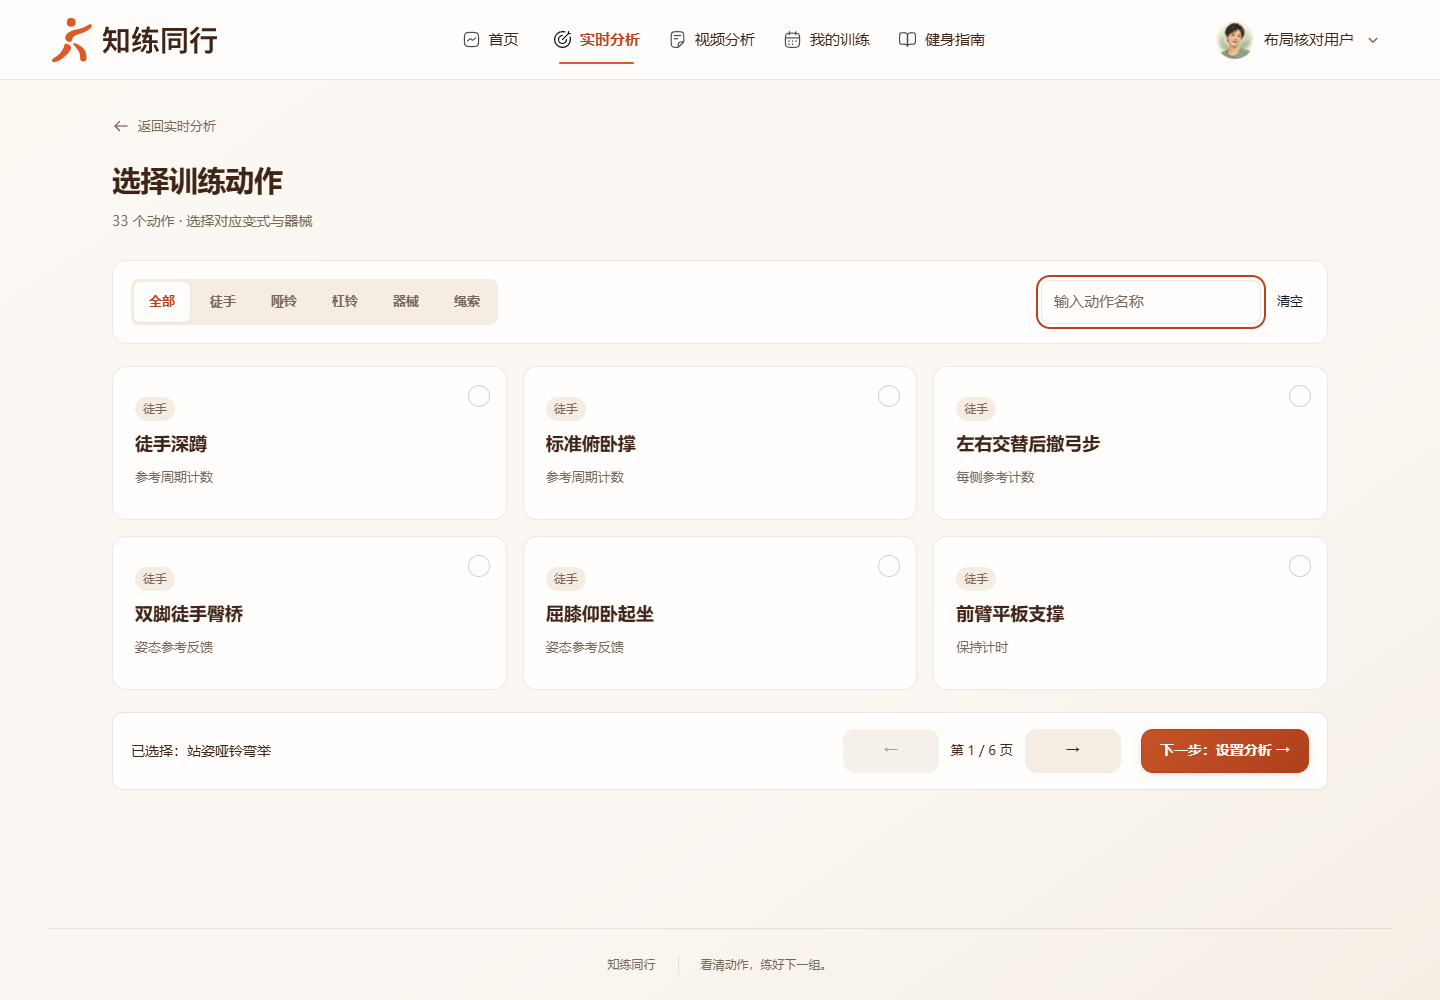 知练同行
首页
实时分析
视频分析
我的训练
健身指南
布局核对用户
← 返回实时分析
选择训练动作
33 个动作 · 选择对应变式与器械
全部
徒手
哑铃
杠铃
器械
绳索
输入动作名称
清空
徒手
徒手深蹲
参考周期计数
徒手
标准俯卧撑
参考周期计数
徒手
左右交替后撤弓步
每侧参考计数
徒手
双脚徒手臀桥
姿态参考反馈
徒手
屈膝仰卧起坐
姿态参考反馈
徒手
前臂平板支撑
保持计时
已选择：站姿哑铃弯举
←
第 1 / 6 页
→
下一步：设置分析 →
知练同行
看清动作，练好下一组。